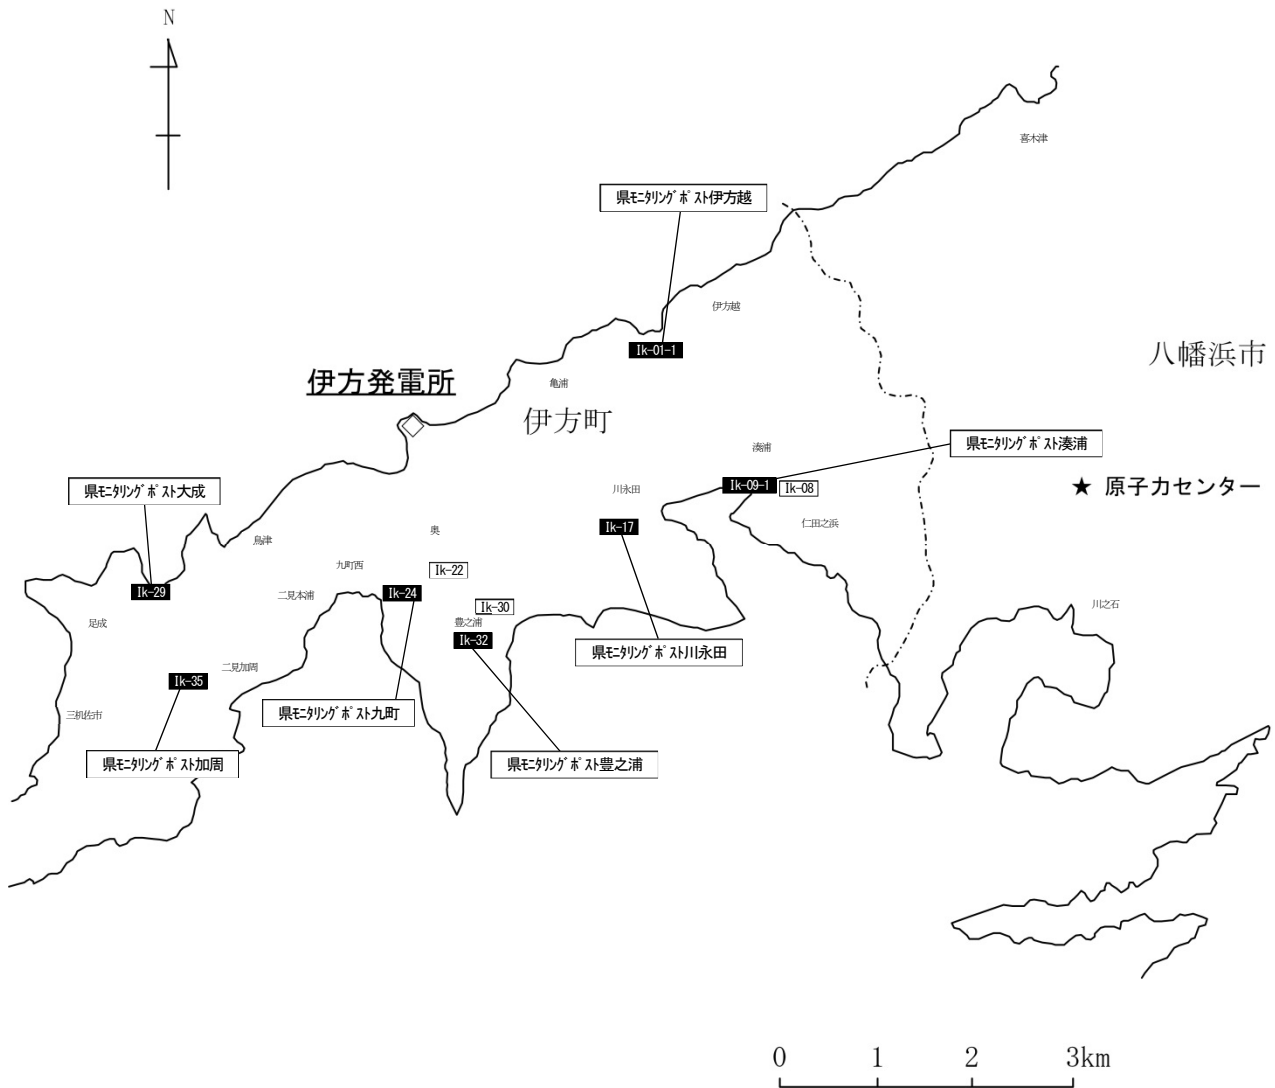 N
喜木津
県モニタリングポスト伊方越
伊方越
Ik-01-1
八幡浜市
伊方発電所
亀浦
伊方町
湊浦
県モニタリングポスト湊浦
県モニタリングポスト大成
川永田
Ik-09-1
Ik-08
★ 原子力センター
仁田之浜
Ik-17
奥
鳥津
九町西
Ik-22
Ik-29
二見本浦
Ik-24
Ik-30
川之石
足成
豊之浦
Ik-32
県モニタリングポスト川永田
二見加周
Ik-35
三机佐市
県モニタリングポスト九町
県モニタリングポスト加周
県モニタリングポスト豊之浦
0 1 2 3km